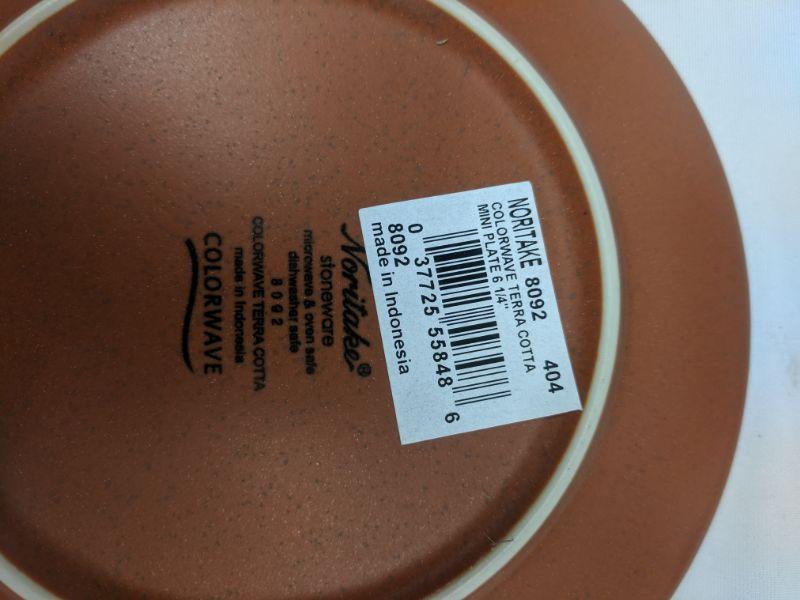 NORITAKE 8092 404
COLORWAVE TERRA COTTA
MINI PLATE 6 1/4"
0 37725 55848 6
8092
made in Indonesia
Noritake®
stoneware
microwave & oven safe
dishwasher safe
8092
COLORWAVE TERRA COTTA
made in Indonesia
COLORWAVE